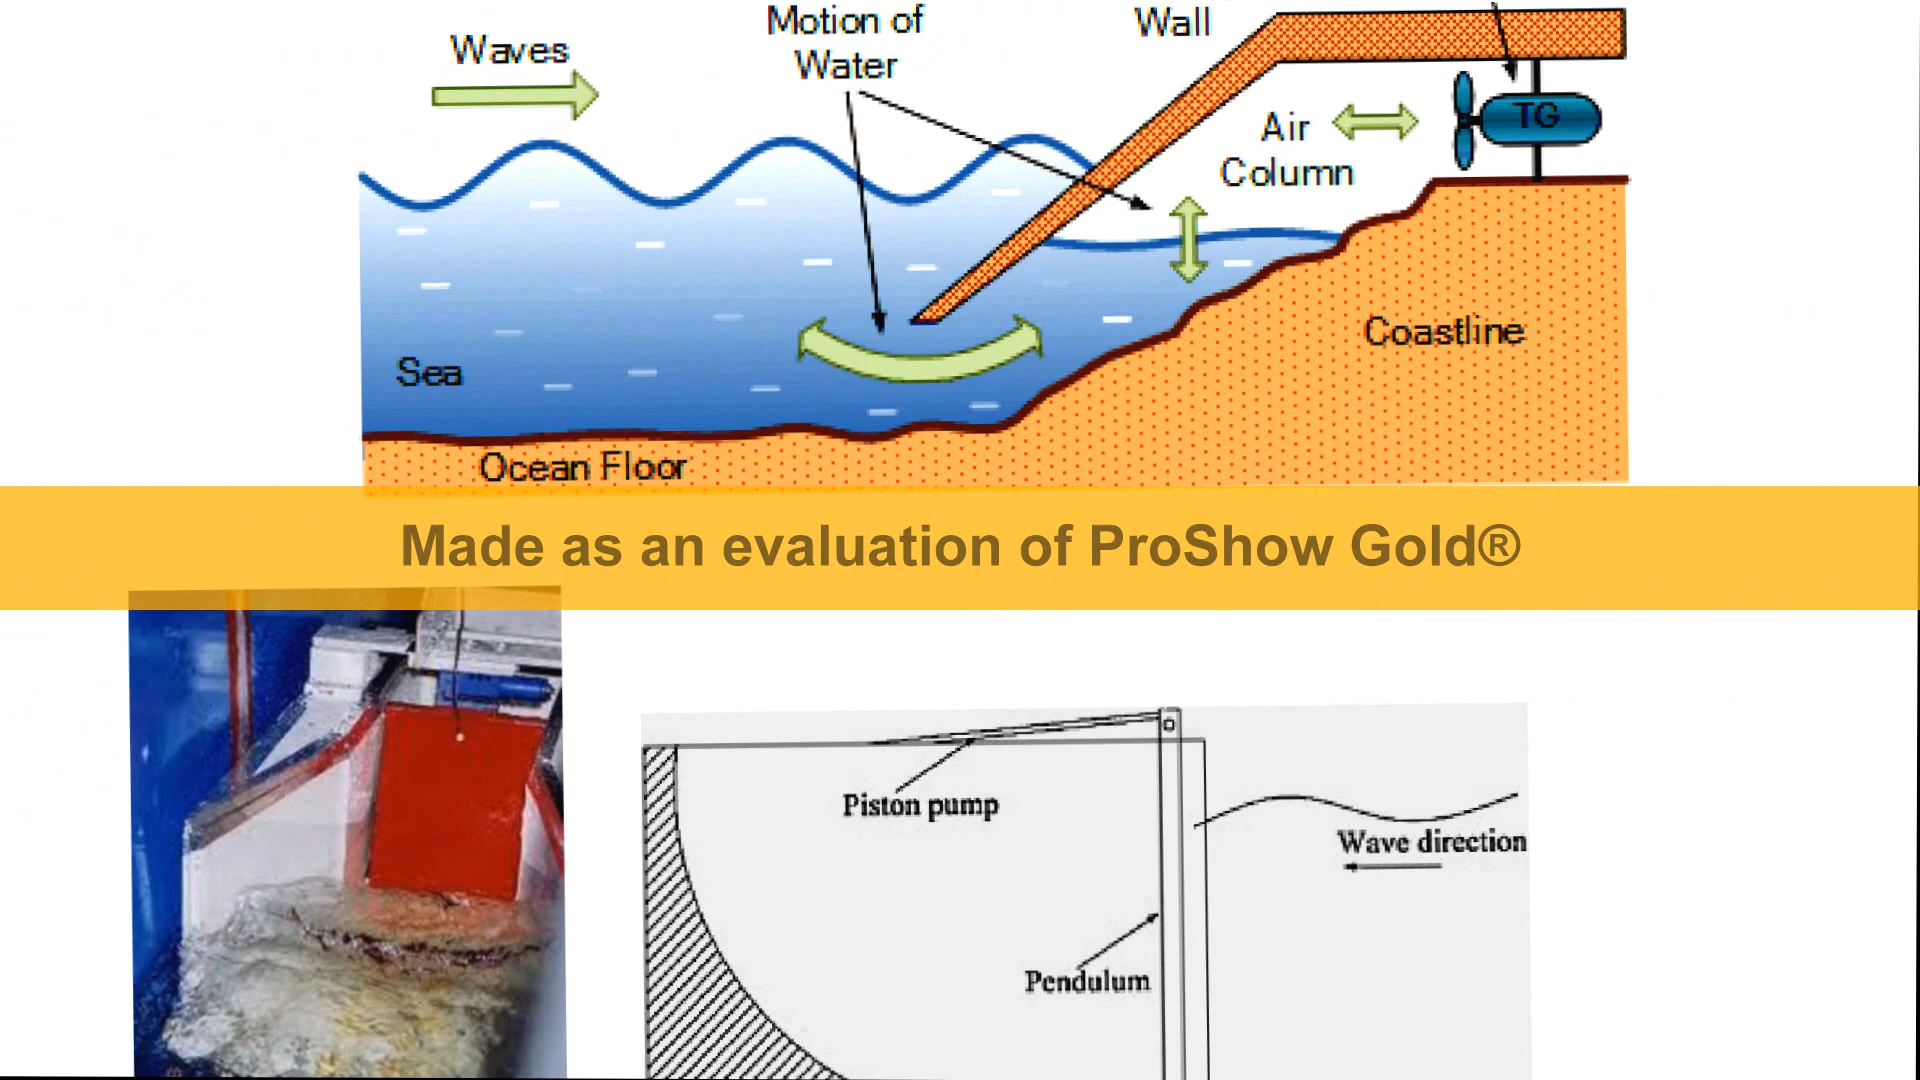 Waves
Motion of
Water
Wall
Air
Column
TG
Sea
Coastline
Ocean Floor
Made as an evaluation of ProShow Gold®
Piston pump
Wave direction
Pendulum